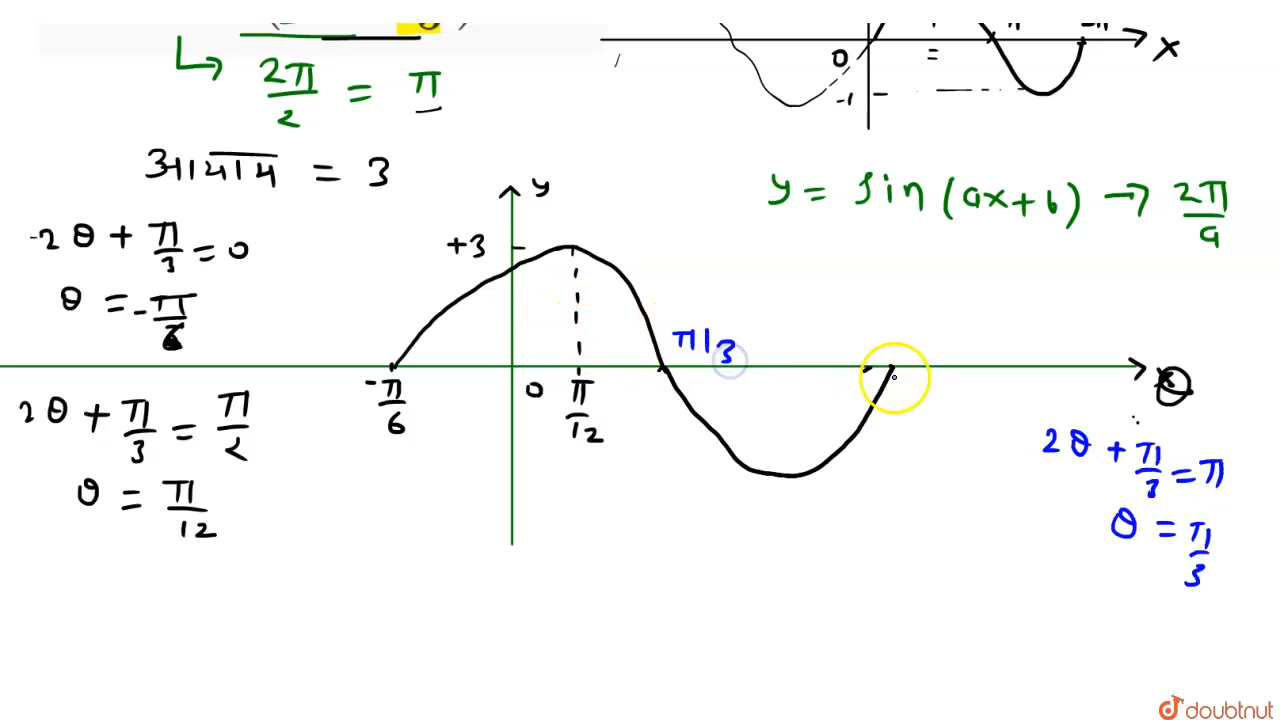 2π/2 = π
0
=
-1
X
y = sin (ax+b) → 2π/a
= 3
y
+3
2θ + π/3 = 0
θ = -π/6
π/3
-π/6
0
π/12
θ
2θ + π/3 = π/2
θ = π/12
2θ + π/3 = π
θ = π/3
doubtnut